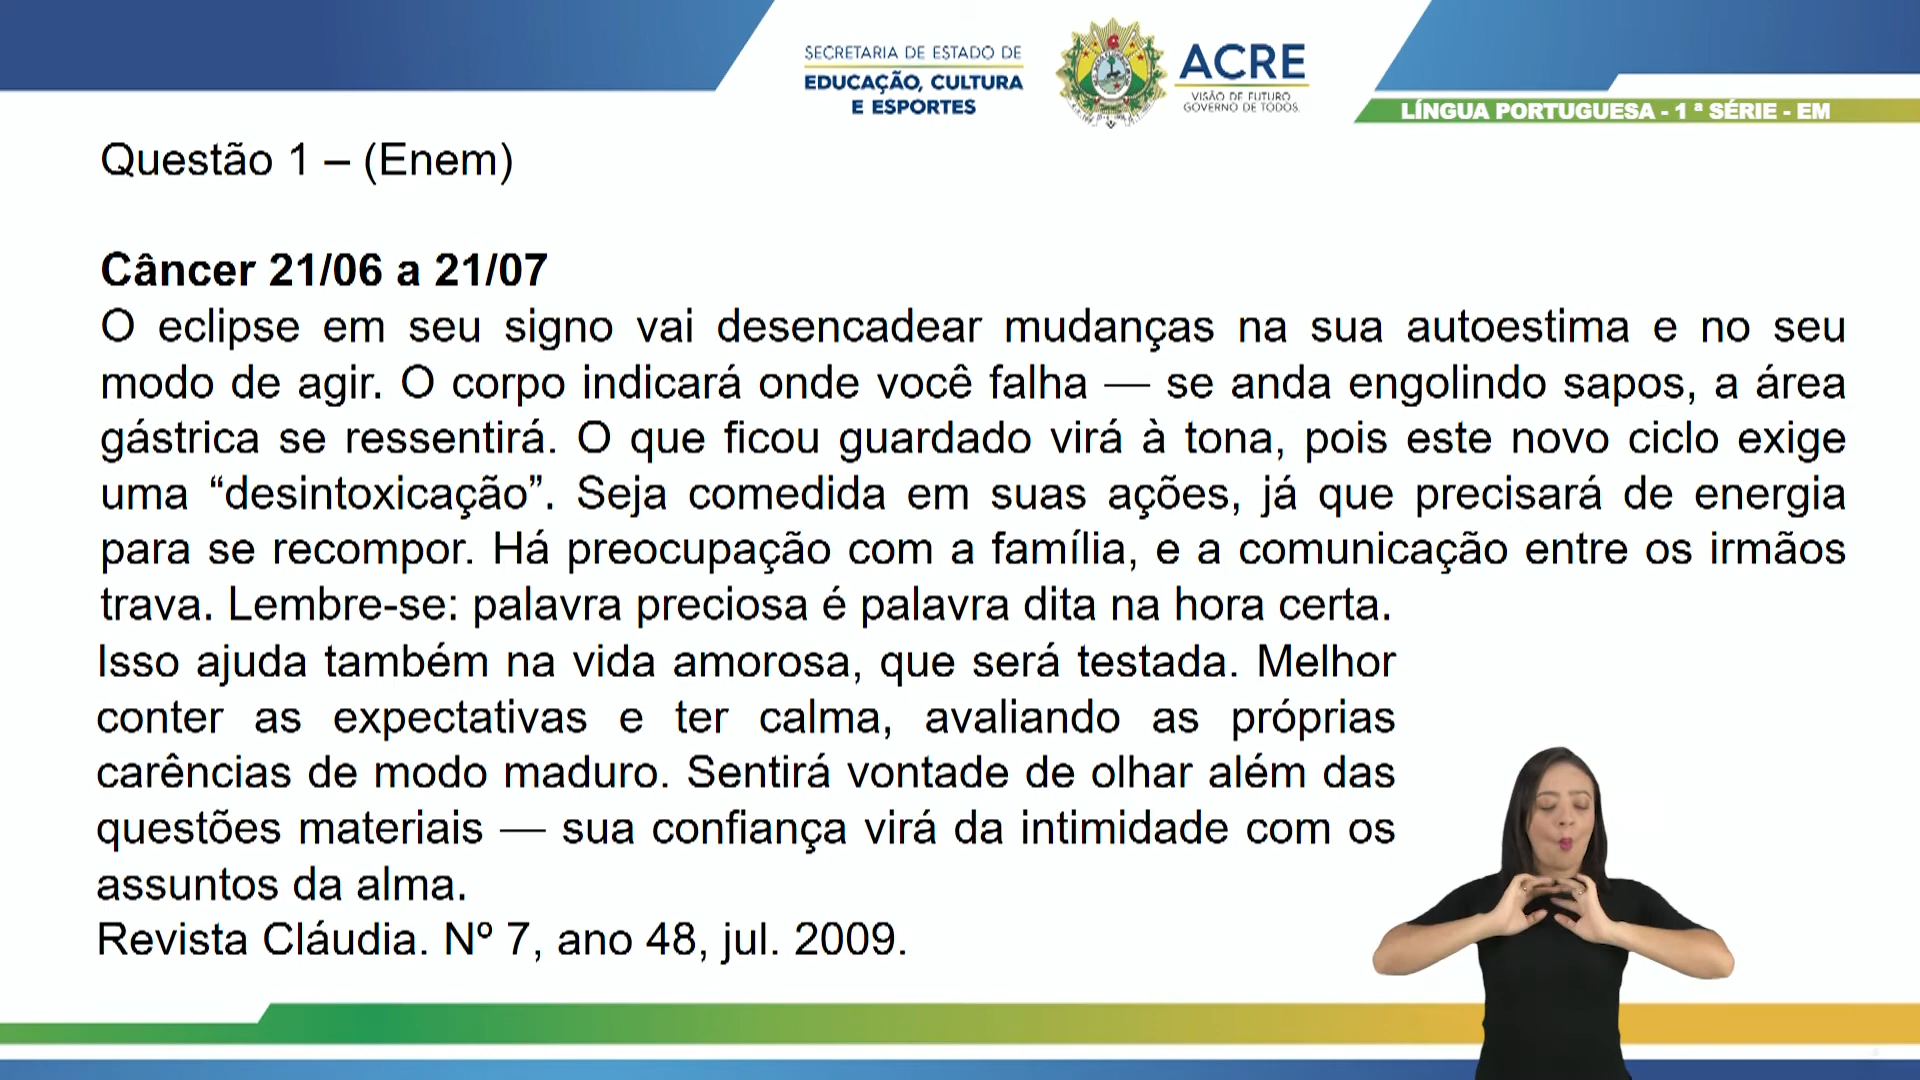 SECRETARIA DE ESTADO DE
EDUCAÇÃO, CULTURA
E ESPORTES
ACRE
VISÃO DE FUTURO
GOVERNO DE TODOS.
LÍNGUA PORTUGUESA - 1 ª SÉRIE - EM
Questão 1 – (Enem)
Câncer 21/06 a 21/07
O eclipse em seu signo vai desencadear mudanças na sua autoestima e no seu
modo de agir. O corpo indicará onde você falha — se anda engolindo sapos, a área
gástrica se ressentirá. O que ficou guardado virá à tona, pois este novo ciclo exige
uma “desintoxicação”. Seja comedida em suas ações, já que precisará de energia
para se recompor. Há preocupação com a família, e a comunicação entre os irmãos
trava. Lembre-se: palavra preciosa é palavra dita na hora certa.
Isso ajuda também na vida amorosa, que será testada. Melhor
conter as expectativas e ter calma, avaliando as próprias
carências de modo maduro. Sentirá vontade de olhar além das
questões materiais — sua confiança virá da intimidade com os
assuntos da alma.
Revista Cláudia. Nº 7, ano 48, jul. 2009.